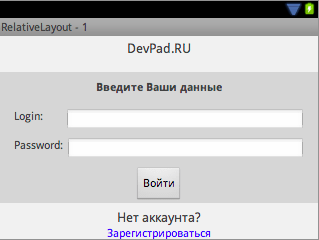 RelativeLayout - 1
DevPad.RU
Введите Ваши данные
Login:
Password:
Войти
Нет аккаунта?
Зарегистрироваться